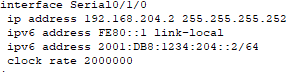 interface Serial0/1/0
ip address 192.168.204.2 255.255.255.252
ipv6 address FE80::1 link-local
ipv6 address 2001:DB8:1234:204::2/64
clock rate 2000000